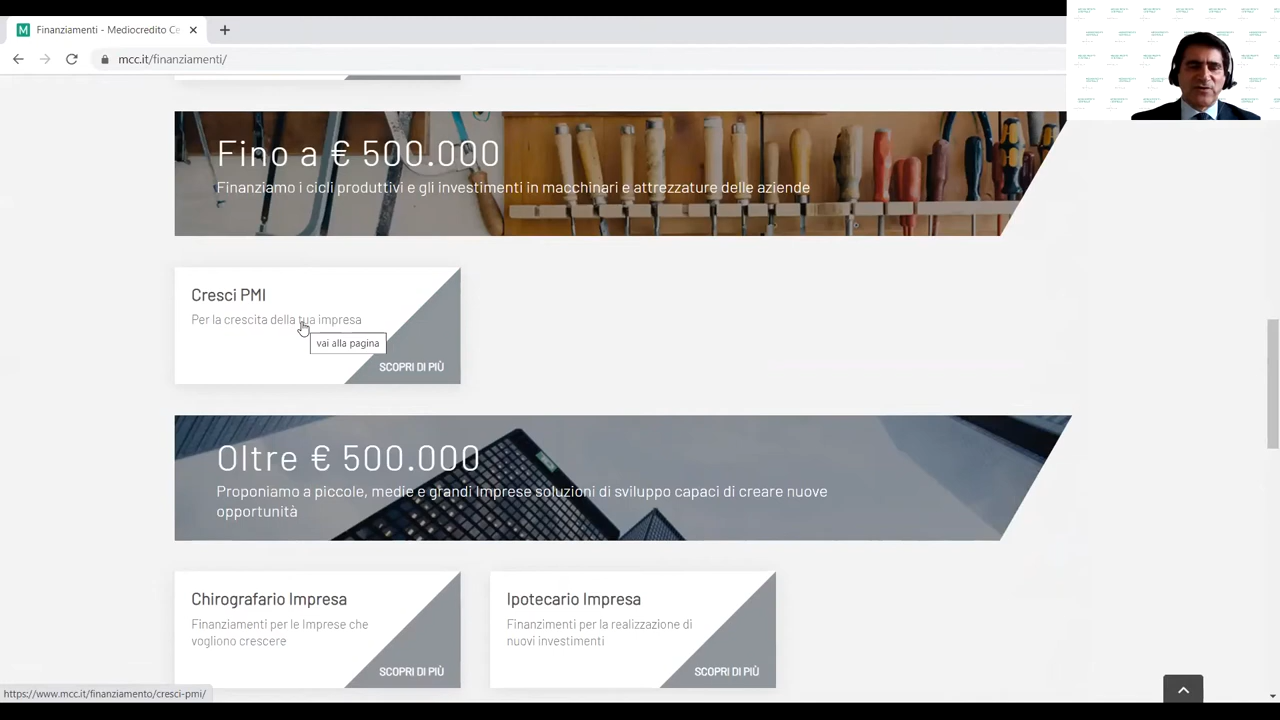 M Finanziamenti - Mediocredito Ce
mcc.it/finanzia
Fino a € 500.000
Finanziamo i cicli produttivi e gli investimenti in macchinari e attrezzature delle aziende
Cresci PMI
Per la crescita della tua impresa
vai alla pagina
SCOPRI DI PIÙ
Oltre € 500.000
Proponiamo a piccole, medie e grandi Imprese soluzioni di sviluppo capaci di creare nuove
opportunità
Chirografario Impresa
Finanziamenti per le Imprese che
vogliono crescere
SCOPRI DI PIÙ
Ipotecario Impresa
Finanzimenti per la realizzazione di
nuovi investimenti
SCOPRI DI PIÙ
https://www.mcc.it/finanziamento/cresci-pmi/